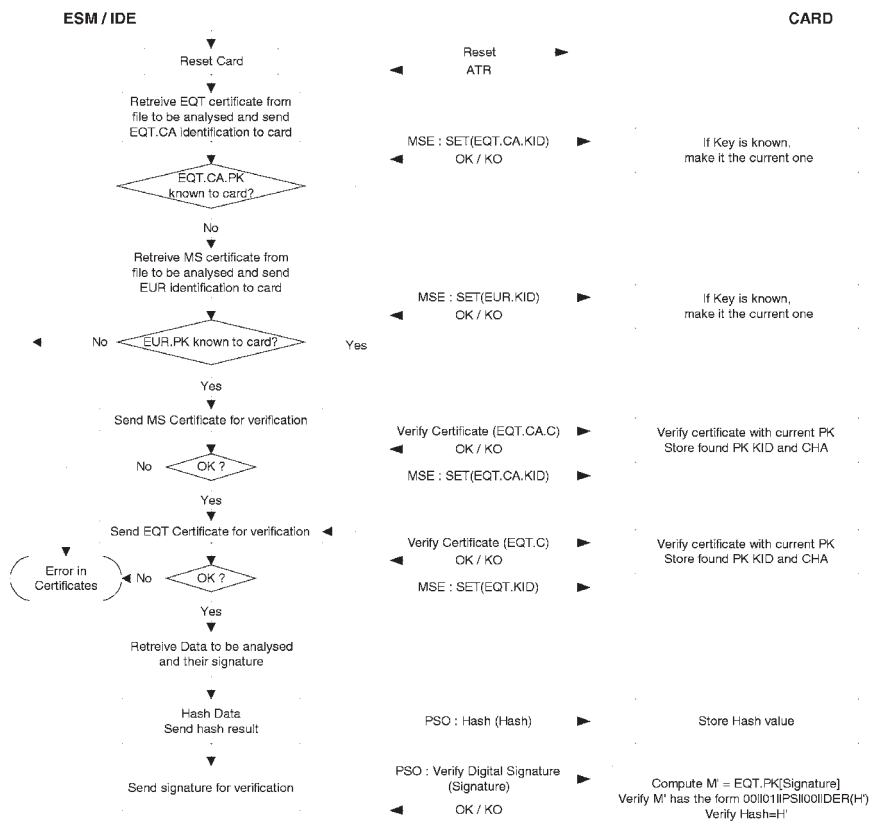 ESM / IDE
CARD
Reset Card
Reset
ATR
Retreive EQT certificate from
file to be analysed and send
EQT.CA identification to card
MSE : SET(EQT.CA.KID)
OK / KO
If Key is known,
make it the current one
EQT.CA.PK
known to card?
No
Retreive MS certificate from
file to be analysed and send
EUR identification to card
MSE : SET(EUR.KID)
OK / KO
If Key is known,
make it the current one
No
EUR.PK known to card?
Yes
Yes
Send MS Certificate for verification
Verify Certificate (EQT.CA.C)
OK / KO
Verify certificate with current PK
Store found PK KID and CHA
No
OK ?
MSE : SET(EQT.CA.KID)
Yes
Send EQT Certificate for verification
Verify Certificate (EQT.C)
OK / KO
Verify certificate with current PK
Store found PK KID and CHA
Error in
Certificates
No
OK ?
MSE : SET(EQT.KID)
Yes
Retreive Data to be analysed
and their signature
Hash Data
Send hash result
PSO : Hash (Hash)
Store Hash value
Send signature for verification
PSO : Verify Digital Signature
(Signature)
OK / KO
Compute M' = EQT.PK[Signature]
Verify M' has the form 00||01||PS||00||DER(H')
Verify Hash=H'